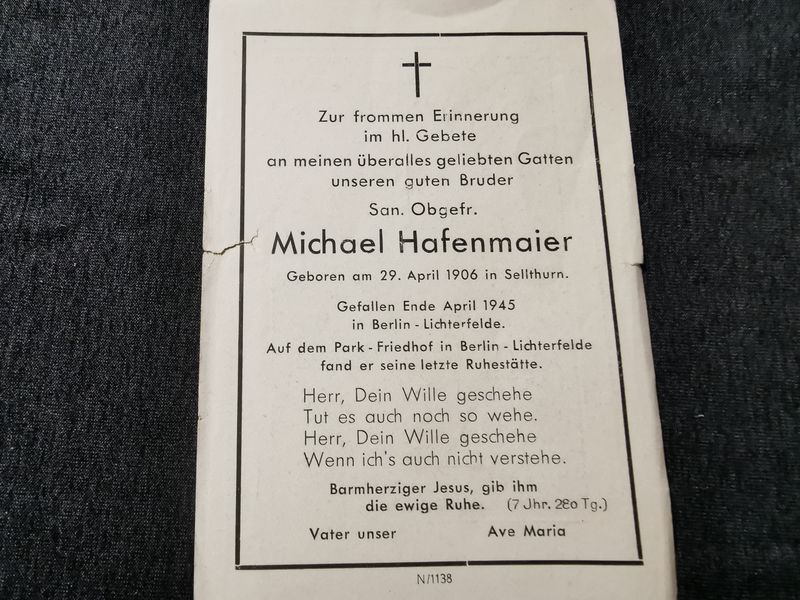 Zur frommen Erinnerung
im hl. Gebete
an meinen überalles geliebten Gatten
unseren guten Bruder
San. Obgefr.
Michael Hafenmaier
Geboren am 29. April 1906 in Sellthurn.
Gefallen Ende April 1945
in Berlin - Lichterfelde.
Auf dem Park - Friedhof in Berlin - Lichterfelde
fand er seine letzte Ruhestätte.
Herr, Dein Wille geschehe
Tut es auch noch so wehe.
Herr, Dein Wille geschehe
Wenn ich's auch nicht verstehe.
Barmherziger Jesus, gib ihm
die ewige Ruhe. (7 Jhr. 280 Tg.)
Vater unser Ave Maria
N/1138